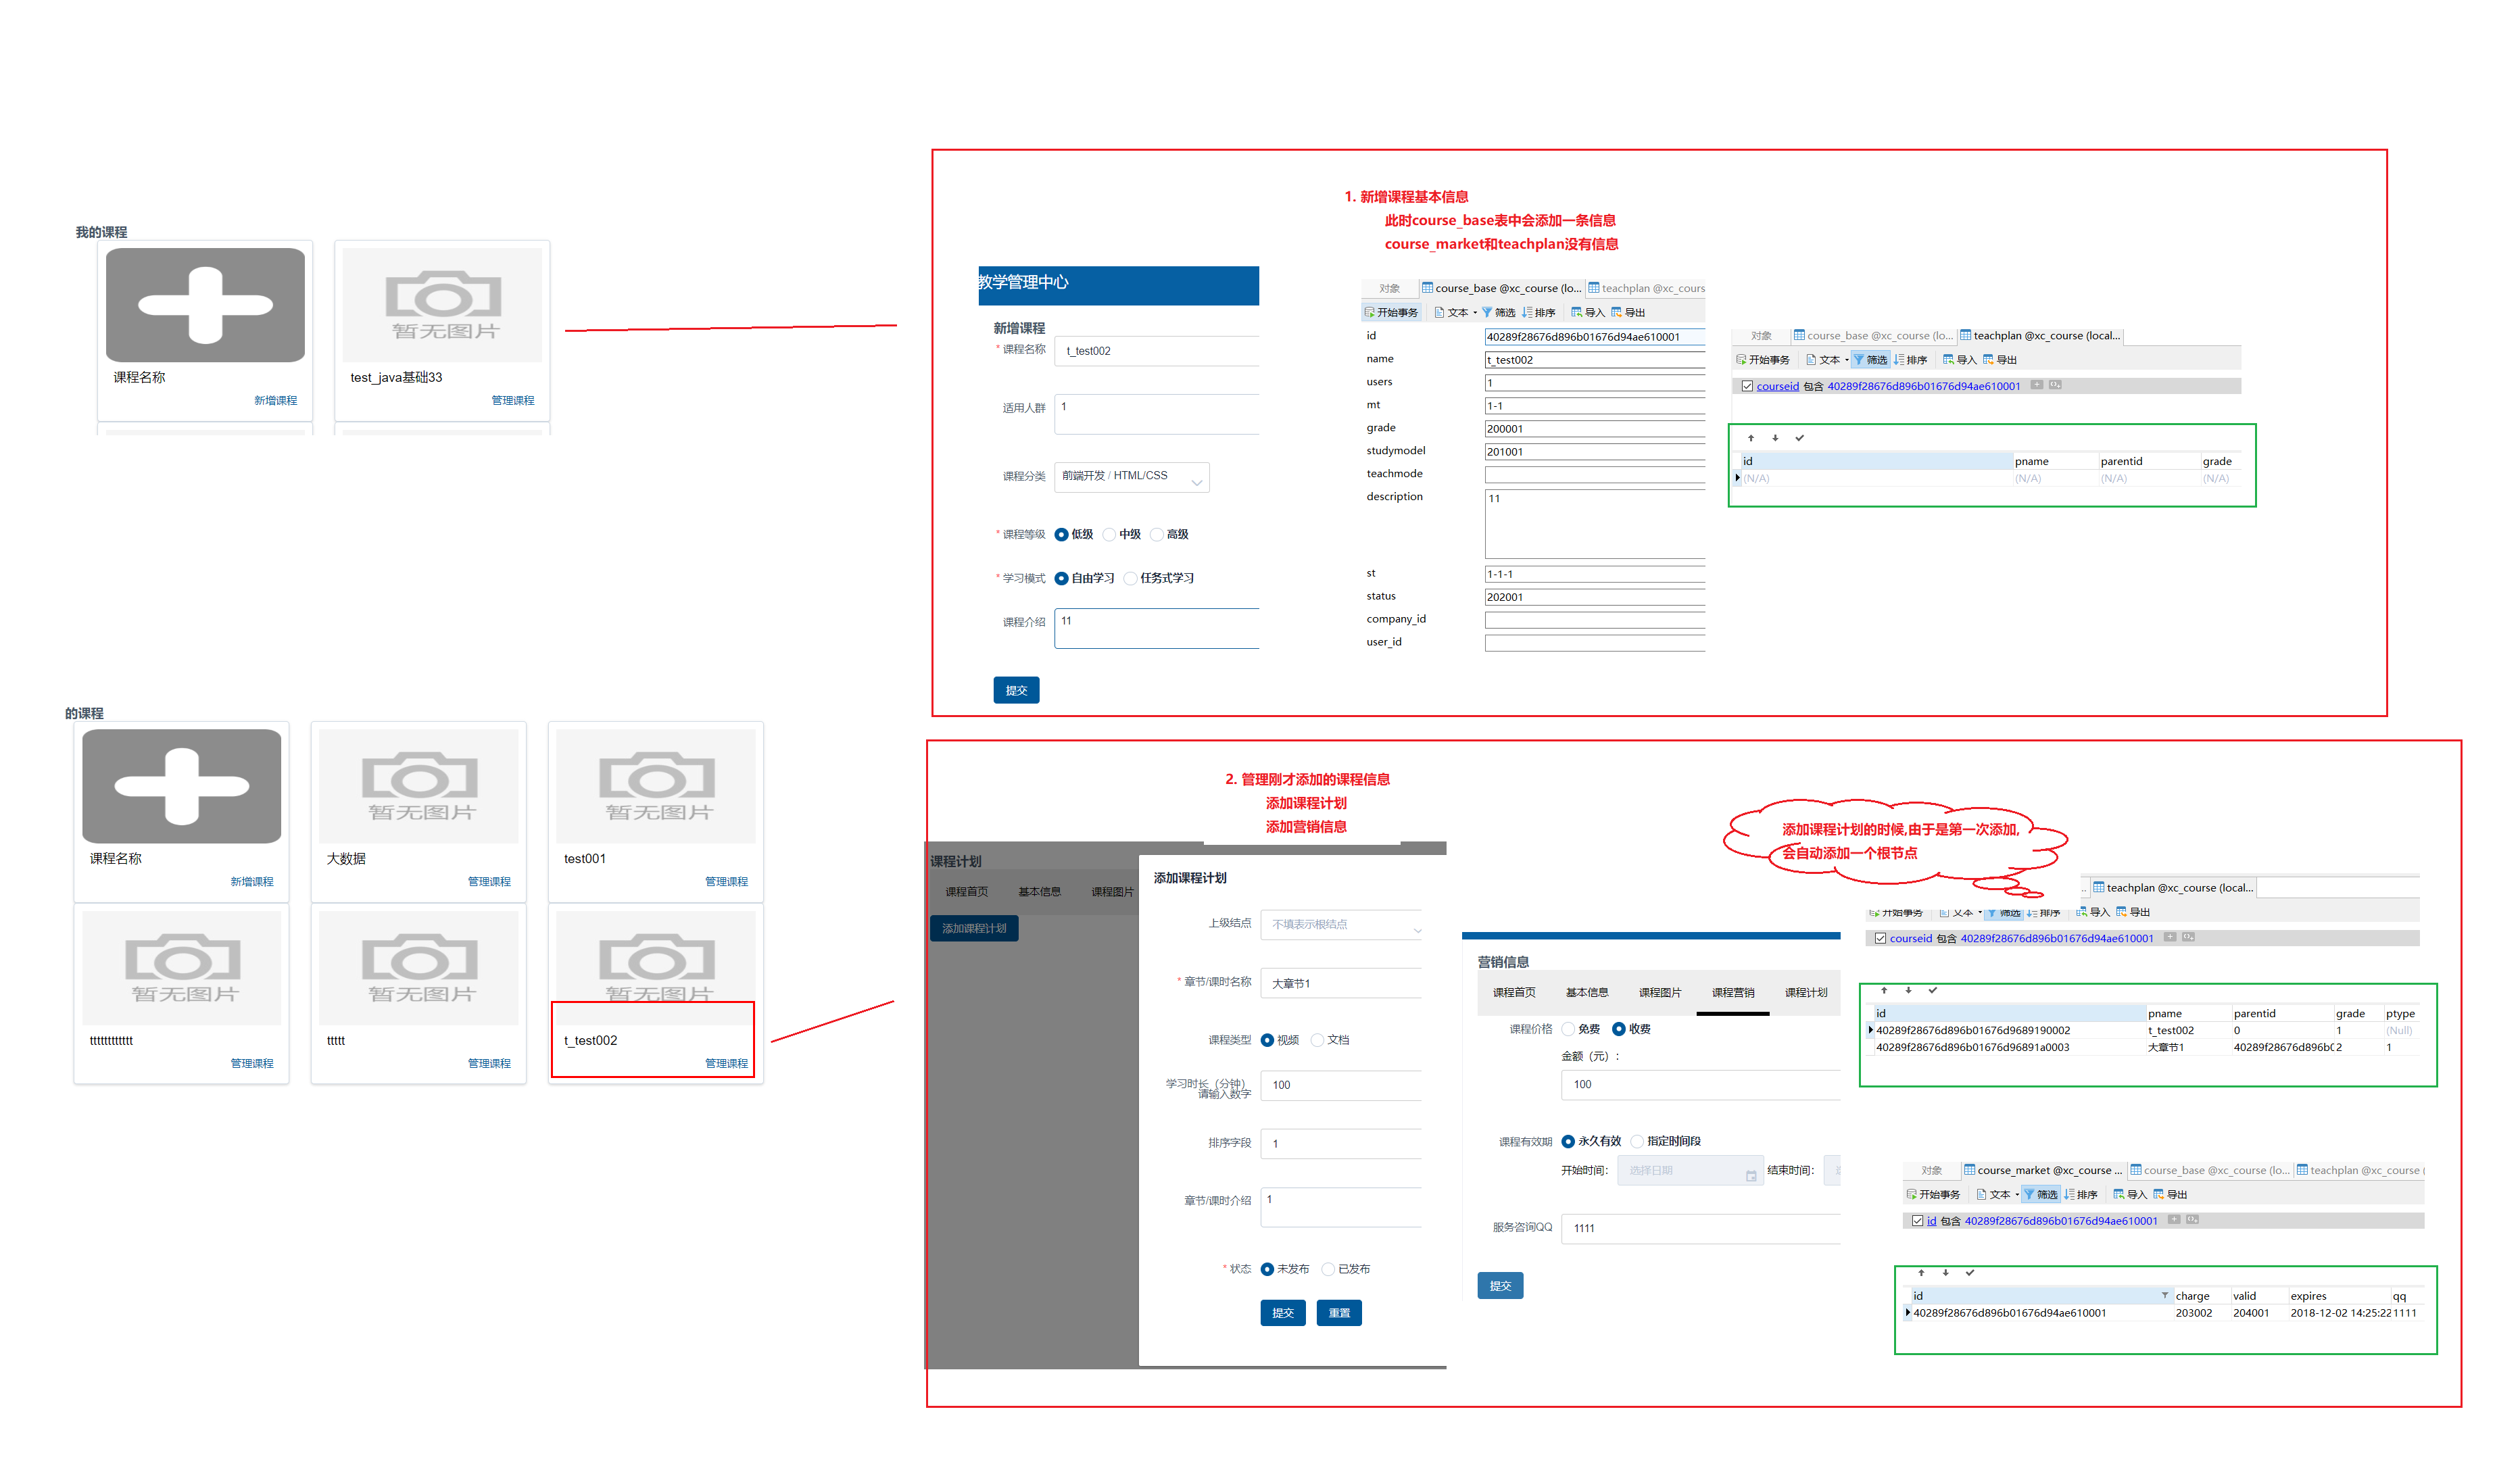 我的课程
暂无图片
课程名称
test_java基础33
新增课程
管理课程
1. 新增课程基本信息
此时course_base表中会添加一条信息
course_market和teachplan没有信息
教学管理中心
新增课程
* 课程名称
t_test002
适用人群
1
课程分类
前端开发 / HTML/CSS
* 课程等级
低级 中级 高级
* 学习模式
自由学习 任务式学习
课程介绍
11
提交
对象
course_base @xc_course (lo...
teachplan @xc_cours
开始事务 文本 筛选 排序 导入 导出
id
40289f28676d896b01676d94ae610001
name
t_test002
users
1
mt
1-1
grade
200001
studymodel
201001
teachmode
description
11
st
1-1-1
status
202001
company_id
user_id
对象
course_base @xc_course (lo...
teachplan @xc_course (local...
开始事务 文本 筛选 排序 导入 导出
courseid 包含 40289f28676d896b01676d94ae610001
id pname parentid grade
(N/A) (N/A) (N/A) (N/A)
的课程
暂无图片 暂无图片
课程名称 大数据 test001
新增课程 管理课程 管理课程
暂无图片 暂无图片 暂无图片
tttttttttttt ttttt t_test002
管理课程 管理课程 管理课程
2. 管理刚才添加的课程信息
添加课程计划
添加营销信息
课程计划
课程首页 基本信息 课程图片
添加课程计划
添加课程计划
上级结点
不填表示根结点
* 章节/课时名称
大章节1
课程类型
视频 文档
学习时长（分钟）
请输入数字
100
排序字段
1
章节/课时介绍
1
* 状态
未发布 已发布
提交 重置
营销信息
课程首页 基本信息 课程图片 课程营销 课程计划
课程价格
免费 收费
金额（元）：
100
课程有效期
永久有效 指定时间段
开始时间： 选择日期 结束时间：
服务咨询QQ
1111
提交
添加课程计划的时候,由于是第一次添加,
会自动添加一个根节点
.. teachplan @xc_course (local...
开始事务 文本 筛选 排序 导入 导出
courseid 包含 40289f28676d896b01676d94ae610001
id pname parentid grade ptype
40289f28676d896b01676d9689190002 t_test002 0 1 (Null)
40289f28676d896b01676d96891a0003 大章节1 40289f28676d896b0 2 1
对象
course_market @xc_course ...
course_base @xc_course (lo...
teachplan @xc_course (
开始事务 文本 筛选 排序 导入 导出
id 包含 40289f28676d896b01676d94ae610001
id charge valid expires qq
40289f28676d896b01676d94ae610001 203002 204001 2018-12-02 14:25:22 1111